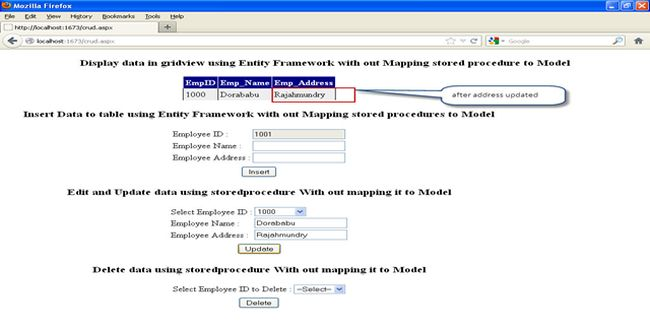 Mozilla Firefox
File Edit View History Bookmarks Tools Help
http://localhost:1673/crud.aspx
localhost:1673/crud.aspx
Google
Display data in gridview using Entity Framework with out Mapping stored procedure to Model
EmpID Emp_Name Emp_Address
1000 Dorababu Rajahmundry
after address updated
Insert Data to table using Entity Framework with out Mapping stored procedures to Model
Employee ID : 1001
Employee Name :
Employee Address :
Insert
Edit and Update data using storedprocedure With out mapping it to Model
Select Employee ID : 1000
Employee Name : Dorababu
Employee Address : Rajahmundry
Update
Delete data using storedprocedure With out mapping it to Model
Select Employee ID to Delete : --Select--
Delete